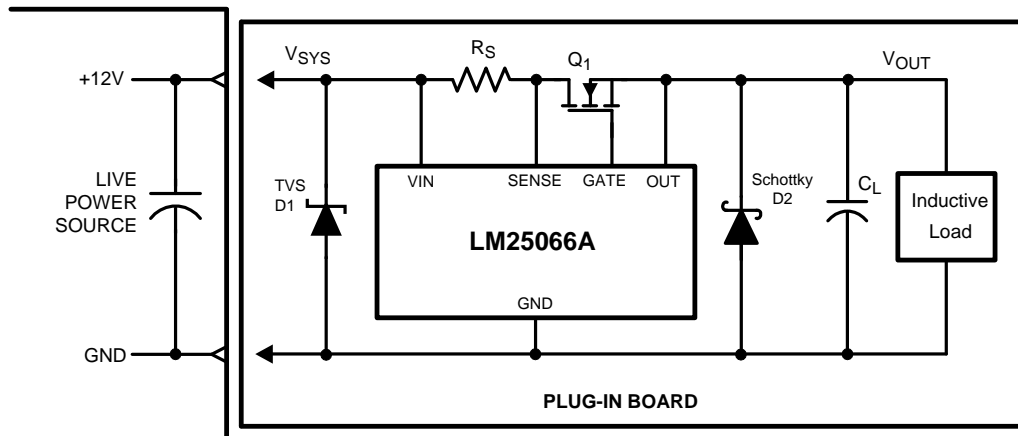 +12V
GND
LIVE
POWER
SOURCE
VSYS
RS
Q1
VOUT
TVS
D1
VIN
SENSE
GATE
OUT
LM25066A
GND
Schottky
D2
CL
Inductive
Load
PLUG-IN BOARD